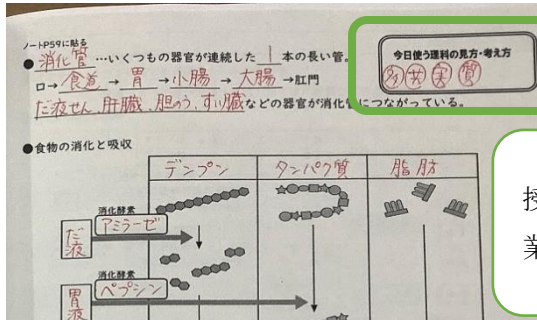 ノートP59に貼る
●消化管…いくつもの器官が連続した1本の長い管。
口→食道→胃→小腸→大腸→肛門
だ液せん、肝臓、胆のう、すい臓などの器官が消化管につながっている。
今日使う理科の見方・考え方
質
●食物の消化と吸収
デンプン タンパク質 脂肪
消化酵素
だ液 アミラーゼ
消化酵素
胃液 ペプシン
授
業